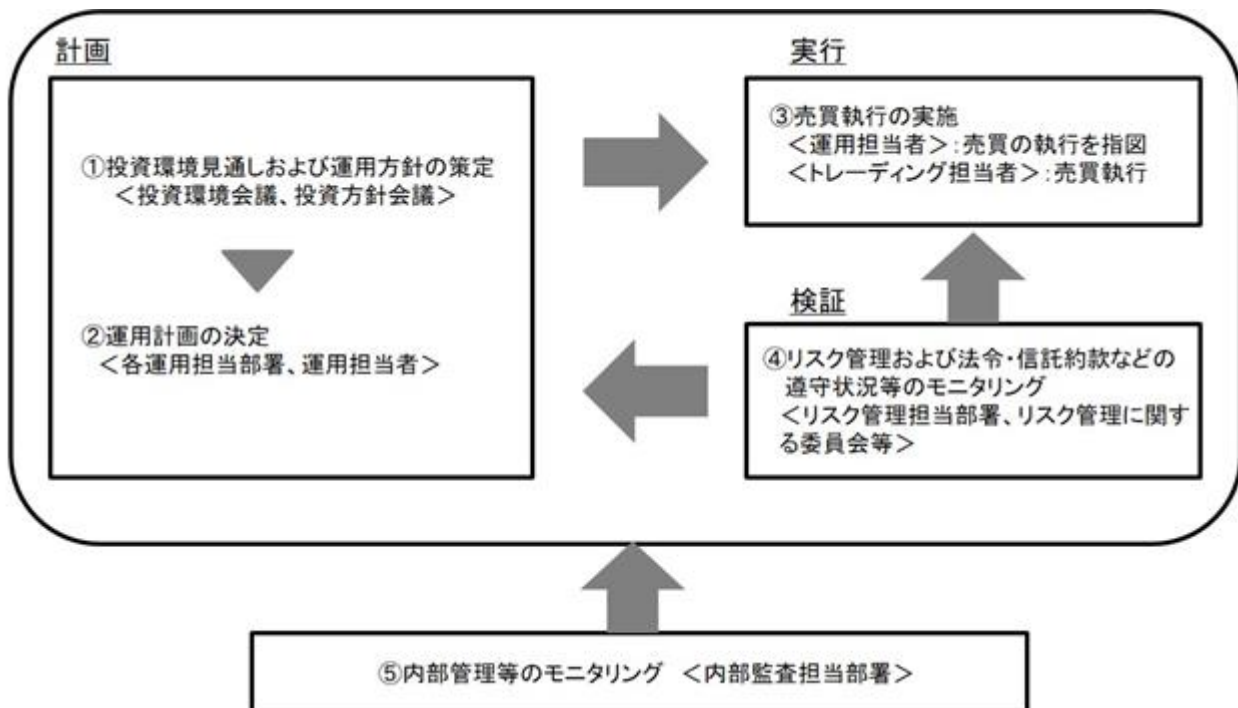 計画
①投資環境見通しおよび運用方針の策定
＜投資環境会議、投資方針会議＞
②運用計画の決定
＜各運用担当部署、運用担当者＞
実行
③売買執行の実施
＜運用担当者＞：売買の執行を指図
＜トレーディング担当者＞：売買執行
検証
④リスク管理および法令・信託約款などの
遵守状況等のモニタリング
＜リスク管理担当部署、リスク管理に関す
る委員会等＞
⑤内部管理等のモニタリング ＜内部監査担当部署＞